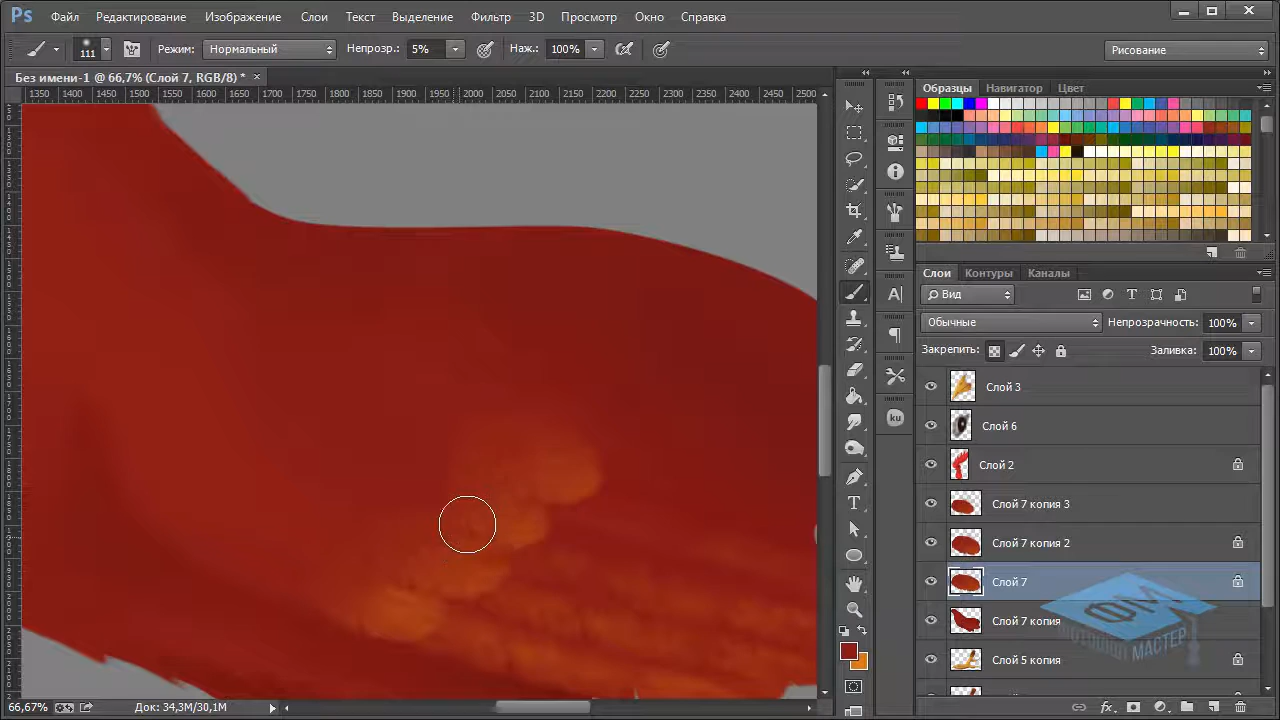 Ps Файл Редактирование Изображение Слои Текст Выделение Фильтр 3D Просмотр Окно Справка
111 Режим: Нормальный Непрозр.: 5% Наж.: 100% Рисование
Без имени-1 @ 66,7% (Слой 7, RGB/8) * ×
1350 1400 1450 1500 1550 1600 1650 1700 1750 1800 1850 1900 1950 2000 2050 2100 2150 2200 2250 2300 2350 2400 2450 2500
Образцы Навигатор Цвет
Слои Контуры Каналы
Вид
Обычные Непрозрачность: 100%
Закрепить: Заливка: 100%
Слой 3
Слой 6
Слой 2
Слой 7 копия 3
Слой 7 копия 2
Слой 7
Слой 7 копия
Слой 5 копия
ku
ФМ
МАСТЕР
66,67% Док: 34,3M/30,1M
fx